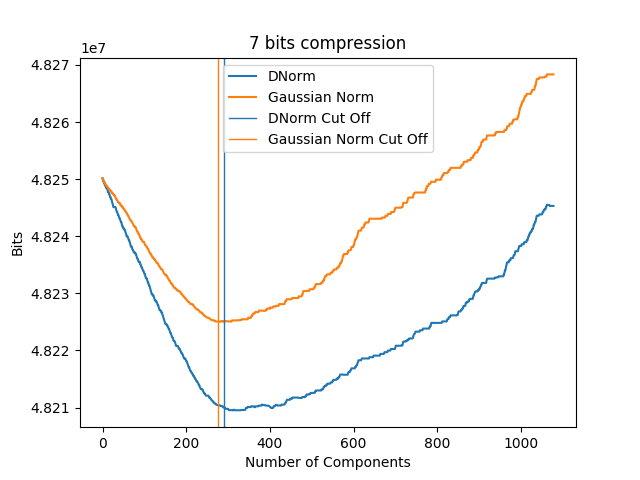 7 bits compression
1e7
4.827
4.826
4.825
4.824
4.823
4.822
4.821
Bits
DNorm
Gaussian Norm
DNorm Cut Off
Gaussian Norm Cut Off
0 200 400 600 800 1000
Number of Components